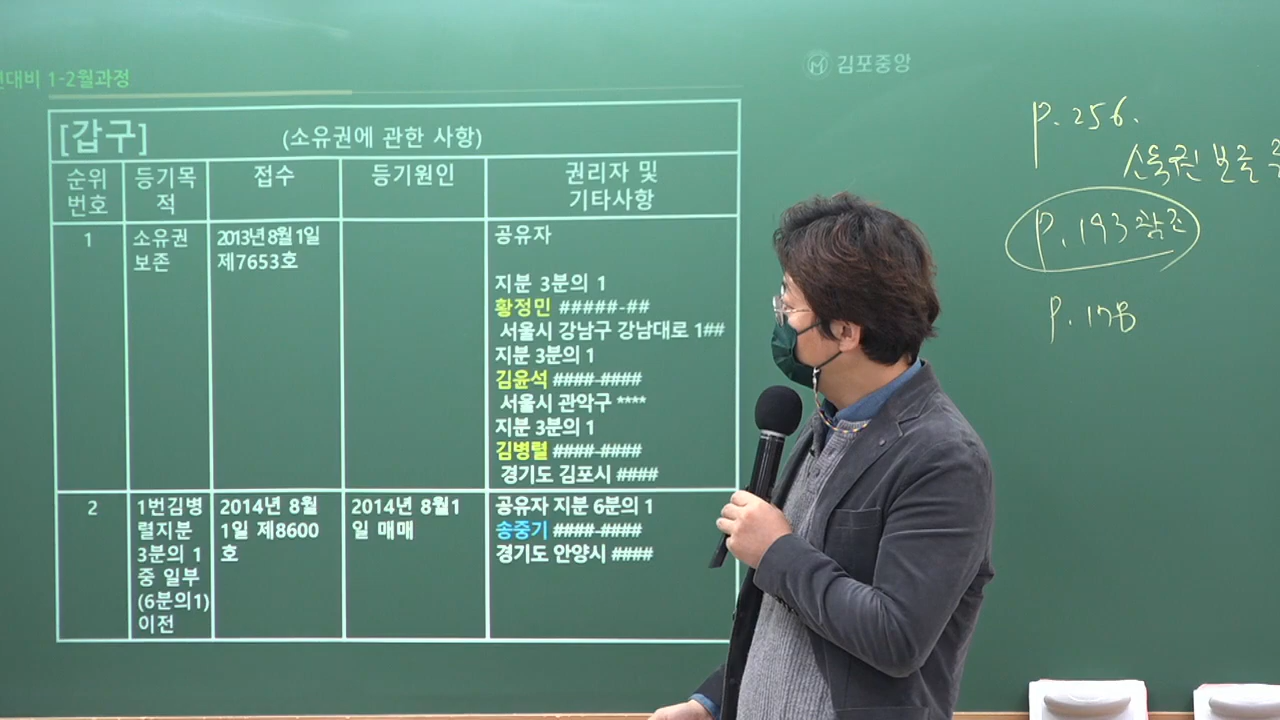 대비 1-2월과정
김포중앙
[갑구] (소유권에 관한 사항)
순위
번호
등기목
적
접수
등기원인
권리자 및
기타사항
1
소유권
보존
2013년 8월 1일
제7653호
공유자
지분 3분의 1
황정민 #####-##
서울시 강남구 강남대로 1##
지분 3분의 1
김윤석 ####-####
서울시 관악구 ****
지분 3분의 1
김병렬 ####-####
경기도 김포시 ####
2
1번김병
렬지분
3분의 1
중 일부
(6분의1)
이전
2014년 8월
1일 제8600
호
2014년 8월1
일 매매
공유자 지분 6분의 1
송중기 ####-####
경기도 안양시 ####
p. 256.
p. 193 참조
p. 178